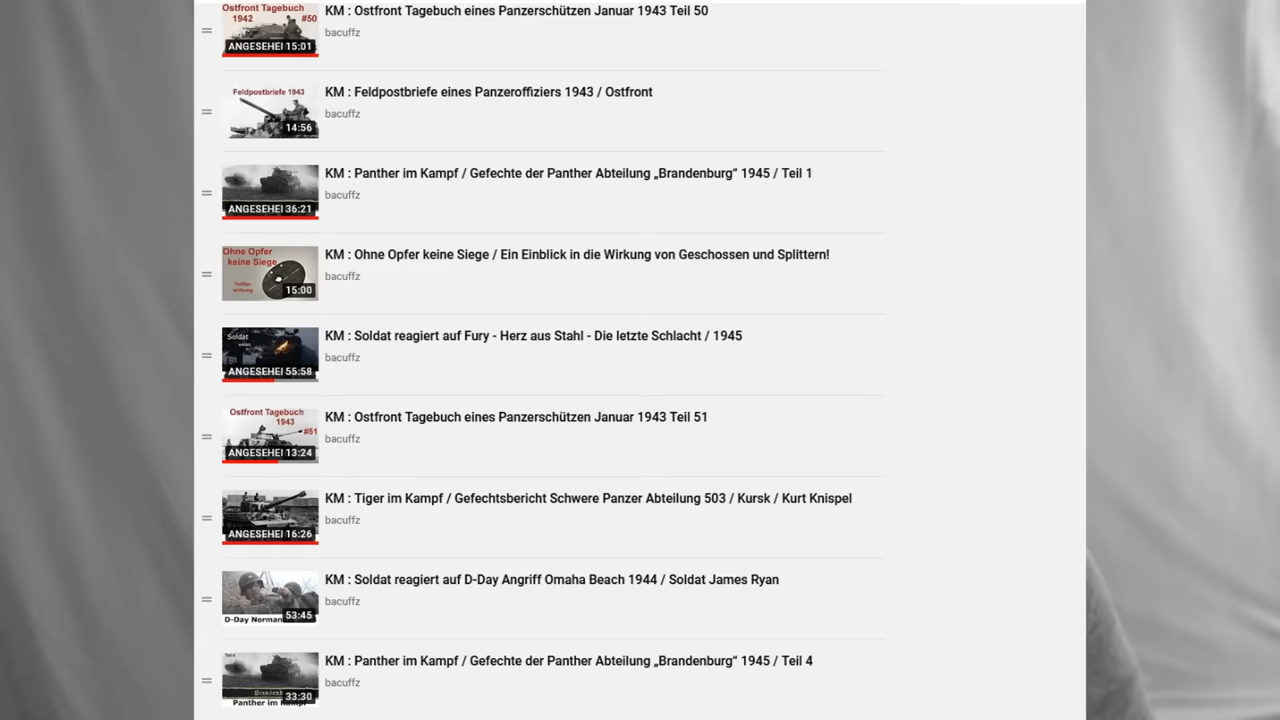 Ostfront Tagebuch
1942 #50
ANGESEHEI 15:01
KM : Ostfront Tagebuch eines Panzerschützen Januar 1943 Teil 50
bacuffz
Feldpostbriefe 1943
14:56
KM : Feldpostbriefe eines Panzeroffiziers 1943 / Ostfront
bacuffz
ANGESEHEI 36:21
KM : Panther im Kampf / Gefechte der Panther Abteilung „Brandenburg“ 1945 / Teil 1
bacuffz
Ohne Opfer
keine Siege
Treffer-
wirkung
15:00
KM : Ohne Opfer keine Siege / Ein Einblick in die Wirkung von Geschossen und Splittern!
bacuffz
Soldat
ANGESEHEI 55:58
KM : Soldat reagiert auf Fury - Herz aus Stahl - Die letzte Schlacht / 1945
bacuffz
Ostfront Tagebuch
1943
#51
ANGESEHEI 13:24
KM : Ostfront Tagebuch eines Panzerschützen Januar 1943 Teil 51
bacuffz
ANGESEHEI 16:26
KM : Tiger im Kampf / Gefechtsbericht Schwere Panzer Abteilung 503 / Kursk / Kurt Knispel
bacuffz
53:45
D-Day Norman
KM : Soldat reagiert auf D-Day Angriff Omaha Beach 1944 / Soldat James Ryan
bacuffz
Teil 4
Brandenb
33:30
Panther im Kampf
KM : Panther im Kampf / Gefechte der Panther Abteilung „Brandenburg“ 1945 / Teil 4
bacuffz